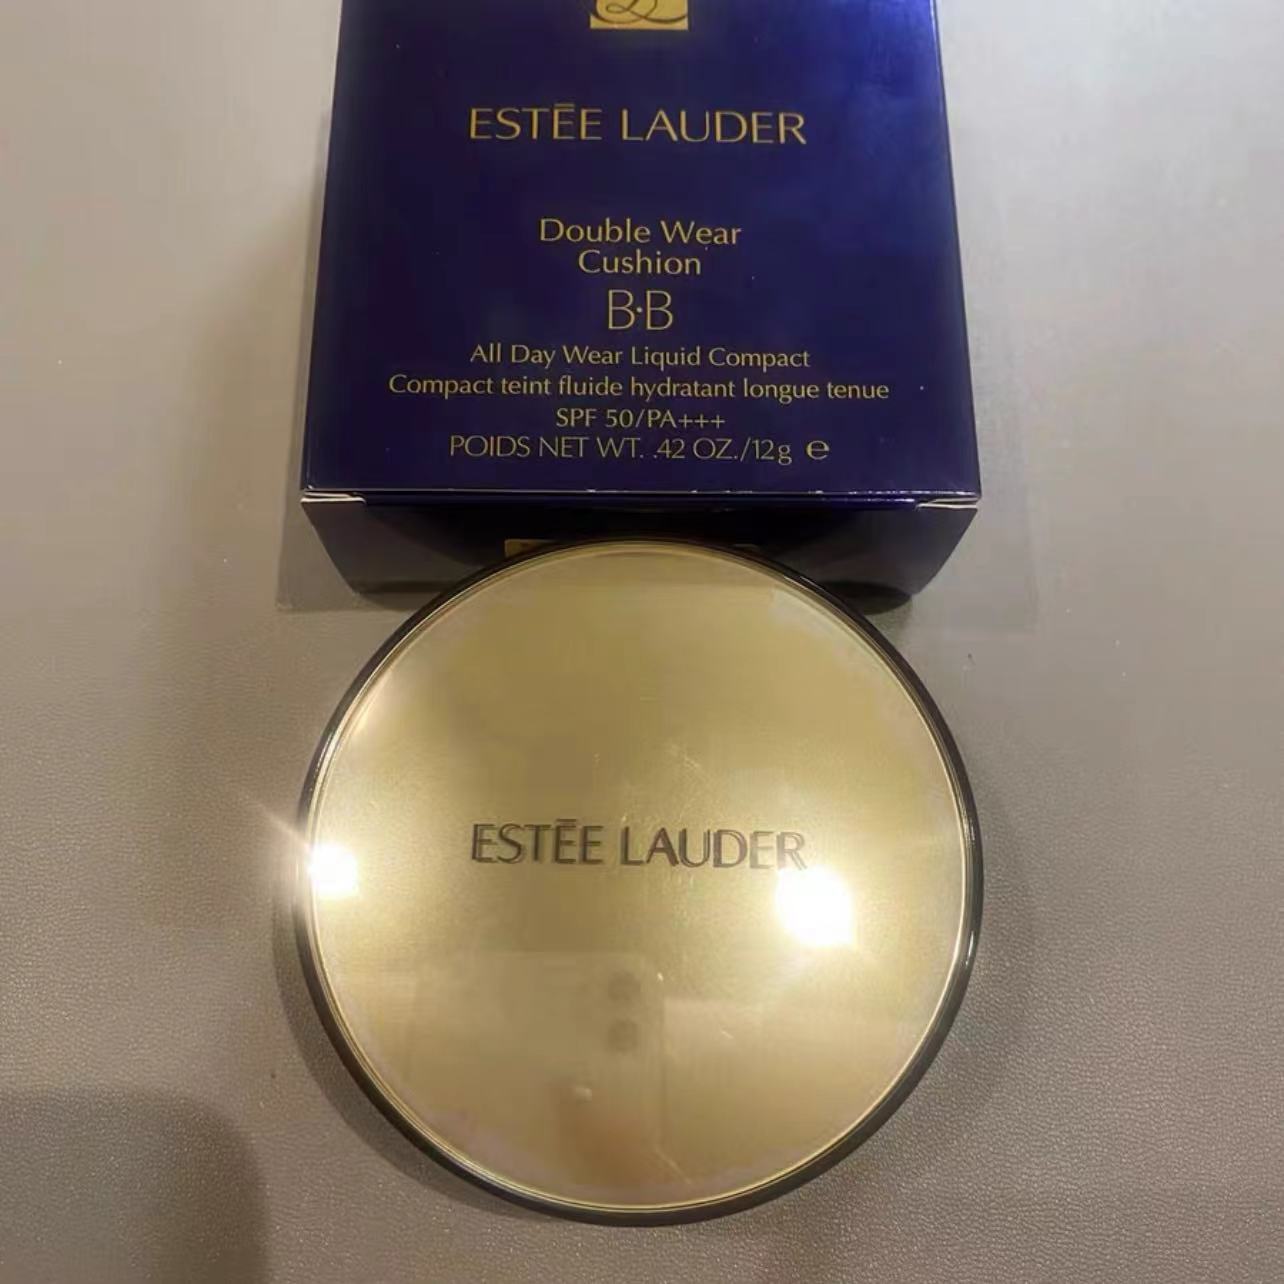 ESTĒE LAUDER
Double Wear
Cushion
B·B
All Day Wear Liquid Compact
Compact teint fluide hydratant longue tenue
SPF 50/PA+++
POIDS NET WT. .42 OZ./12g ℮
ESTĒE LAUDER